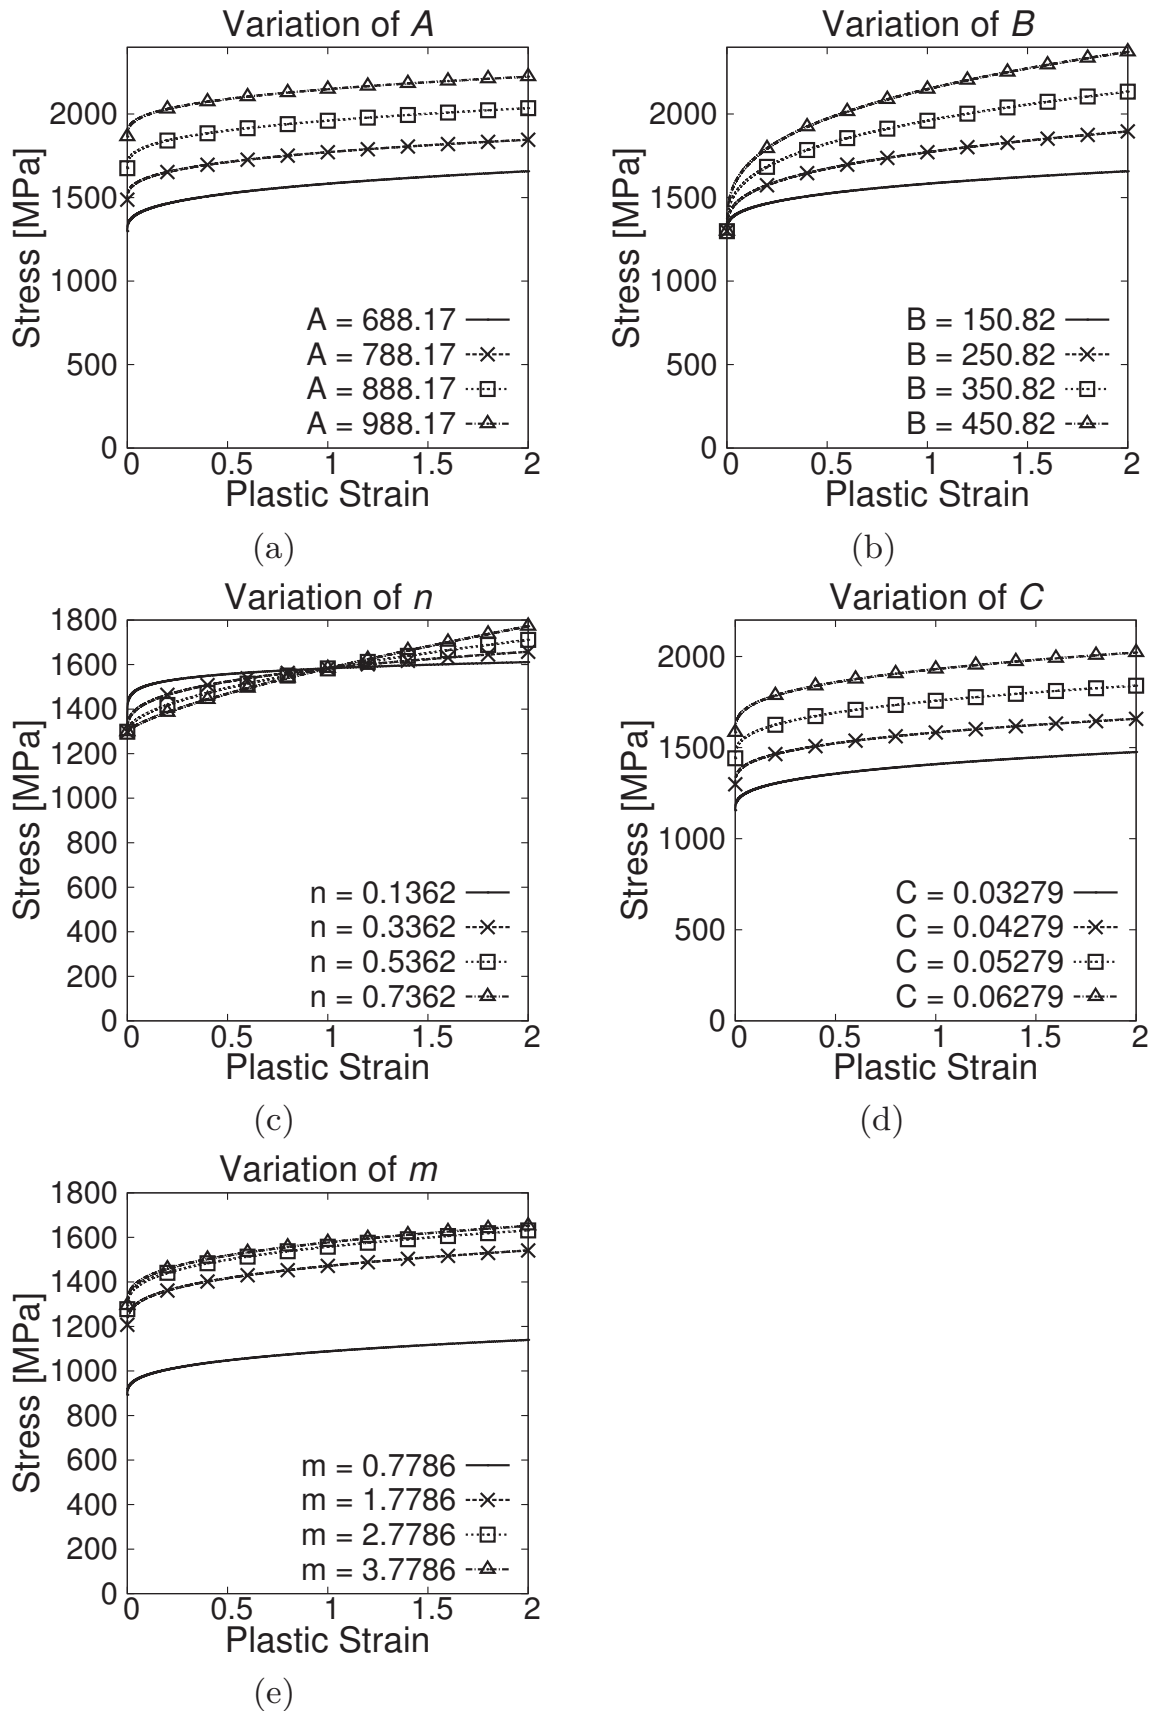 Variation of A
Stress [MPa]
2000
1500
1000
500
0
A = 688.17
A = 788.17
A = 888.17
A = 988.17
0 0.5 1 1.5 2
Plastic Strain
(a)
Variation of B
Stress [MPa]
2000
1500
1000
500
0
B = 150.82
B = 250.82
B = 350.82
B = 450.82
0 0.5 1 1.5 2
Plastic Strain
(b)
Variation of n
Stress [MPa]
1800
1600
1400
1200
1000
800
600
400
200
0
n = 0.1362
n = 0.3362
n = 0.5362
n = 0.7362
0 0.5 1 1.5 2
Plastic Strain
(c)
Variation of C
Stress [MPa]
2000
1500
1000
500
0
C = 0.03279
C = 0.04279
C = 0.05279
C = 0.06279
0 0.5 1 1.5 2
Plastic Strain
(d)
Variation of m
Stress [MPa]
1800
1600
1400
1200
1000
800
600
400
200
0
m = 0.7786
m = 1.7786
m = 2.7786
m = 3.7786
0 0.5 1 1.5 2
Plastic Strain
(e)